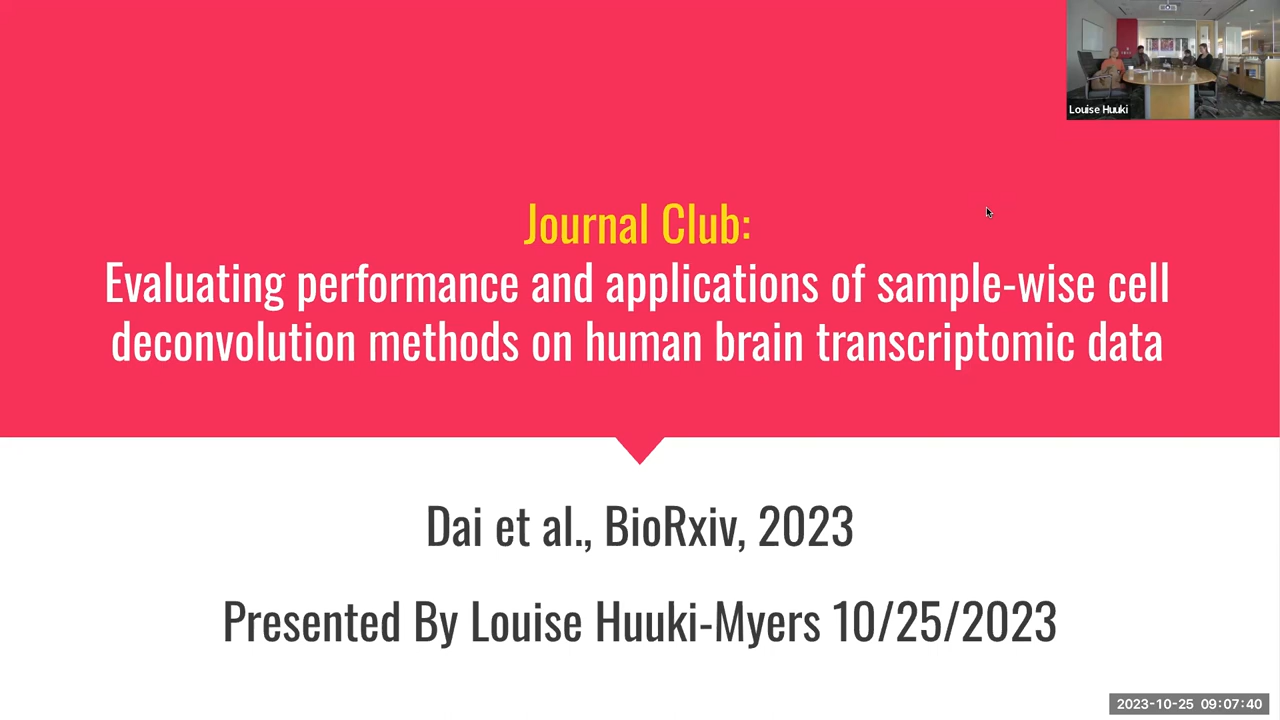 Louise Huuki
Journal Club:
Evaluating performance and applications of sample-wise cell
deconvolution methods on human brain transcriptomic data
Dai et al., BioRxiv, 2023
Presented By Louise Huuki-Myers 10/25/2023
2023-10-25 09:07:40